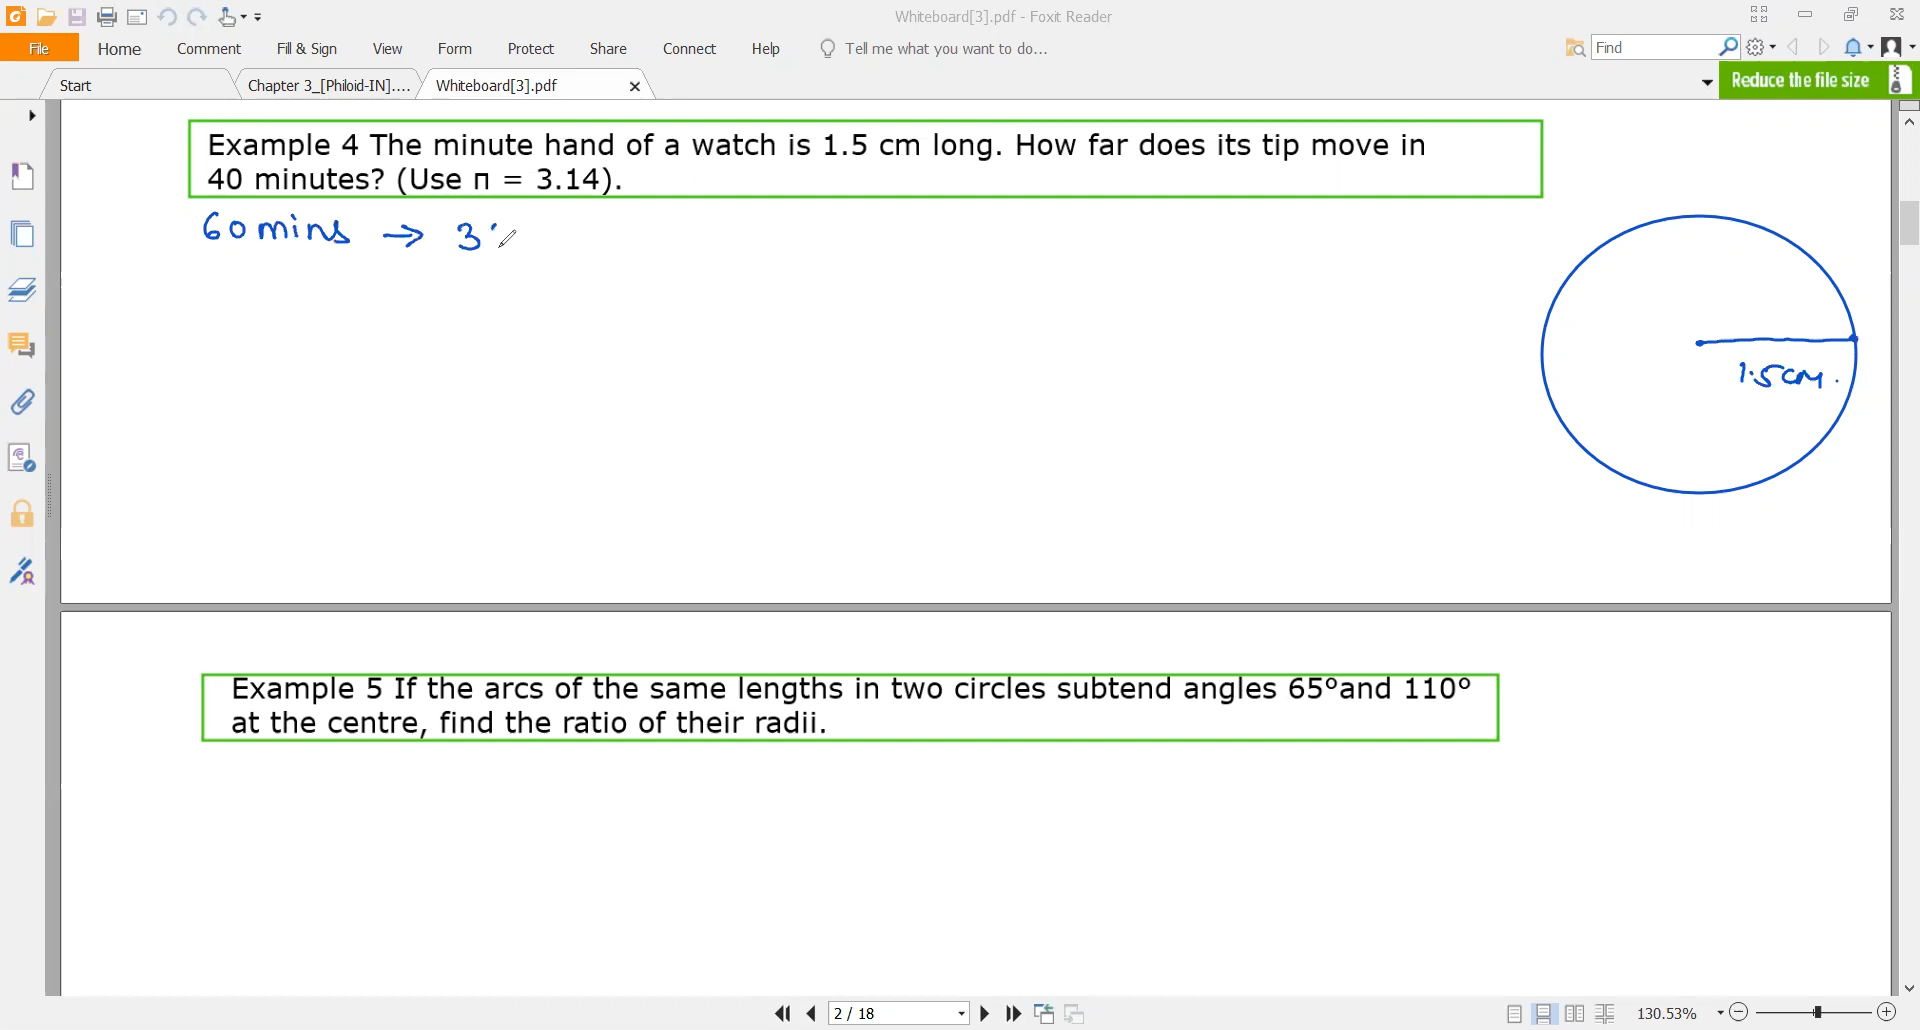 Whiteboard[3].pdf - Foxit Reader
File Home Comment Fill & Sign View Form Protect Share Connect Help Tell me what you want to do... Find
Start Chapter 3_[Philoid-IN].... Whiteboard[3].pdf Reduce the file size
Example 4 The minute hand of a watch is 1.5 cm long. How far does its tip move in
40 minutes? (Use π = 3.14).
60 mins → 3
1.5 cm.
Example 5 If the arcs of the same lengths in two circles subtend angles 65°and 110°
at the centre, find the ratio of their radii.
2 / 18 130.53%